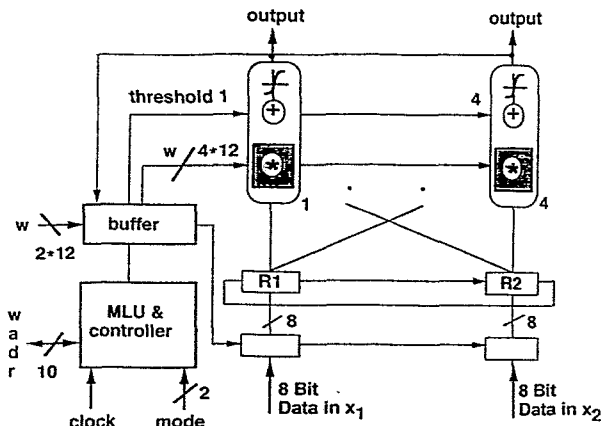 output
output
threshold 1
4
+
+
w 4*12
*
*
1
4
w
buffer
2*12
R1
R2
MLU &
controller
8
8
w
a
d
r
10
2
8 Bit
Data in x1
8 Bit
Data in x2
clock
mode